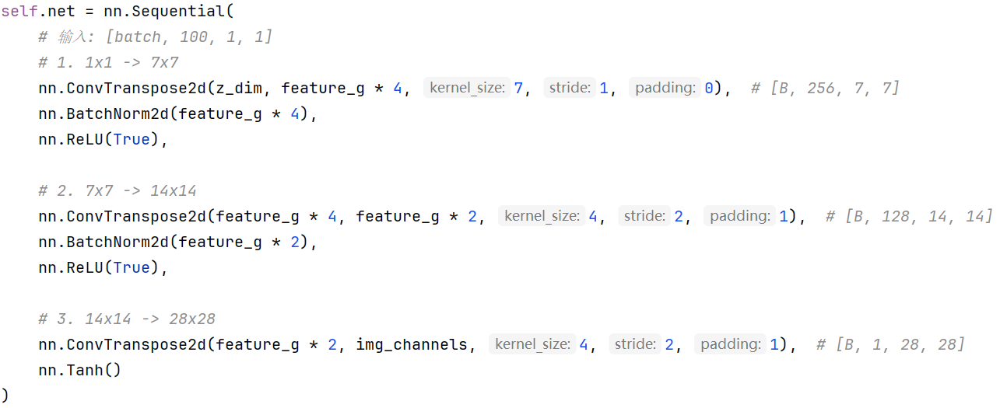 self.net = nn.Sequential(
    # 输入: [batch, 100, 1, 1]
    # 1. 1x1 -> 7x7
    nn.ConvTranspose2d(z_dim, feature_g * 4, kernel_size: 7, stride: 1, padding: 0),  # [B, 256, 7, 7]
    nn.BatchNorm2d(feature_g * 4),
    nn.ReLU(True),
    # 2. 7x7 -> 14x14
    nn.ConvTranspose2d(feature_g * 4, feature_g * 2, kernel_size: 4, stride: 2, padding: 1),  # [B, 128, 14, 14]
    nn.BatchNorm2d(feature_g * 2),
    nn.ReLU(True),
    # 3. 14x14 -> 28x28
    nn.ConvTranspose2d(feature_g * 2, img_channels, kernel_size: 4, stride: 2, padding: 1),  # [B, 1, 28, 28]
    nn.Tanh()
)